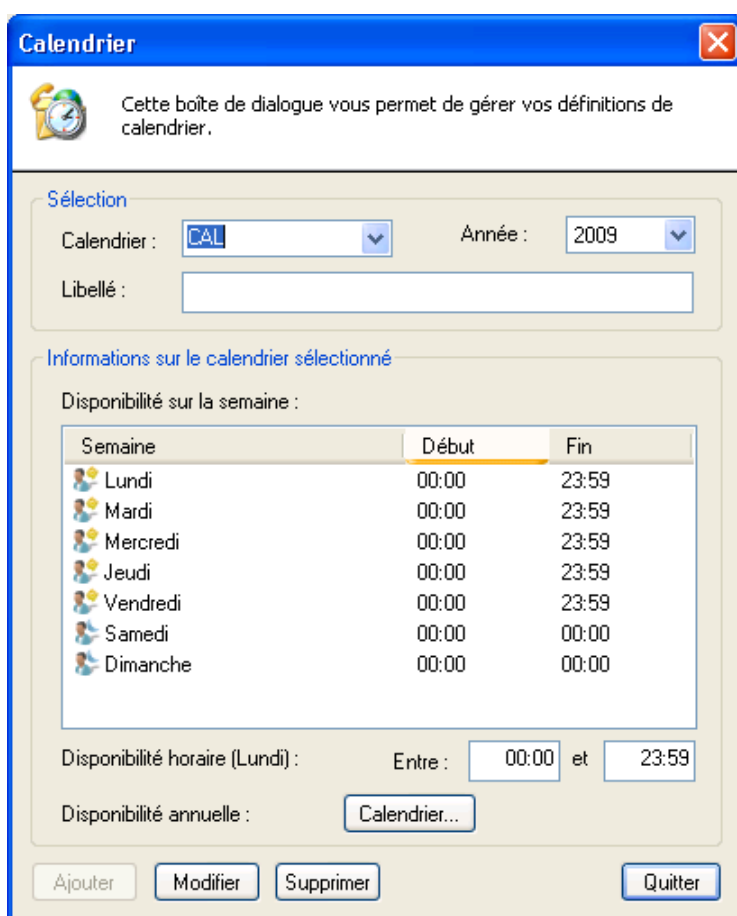 Calendrier
Cette boîte de dialogue vous permet de gérer vos définitions de
calendrier.
Sélection
Calendrier : CAL Année : 2009
Libellé :
Informations sur le calendrier sélectionné
Disponibilité sur la semaine :
Semaine Début Fin
Lundi 00:00 23:59
Mardi 00:00 23:59
Mercredi 00:00 23:59
Jeudi 00:00 23:59
Vendredi 00:00 23:59
Samedi 00:00 00:00
Dimanche 00:00 00:00
Disponibilité horaire (Lundi) : Entre : 00:00 et 23:59
Disponibilité annuelle : Calendrier...
Ajouter Modifier Supprimer Quitter